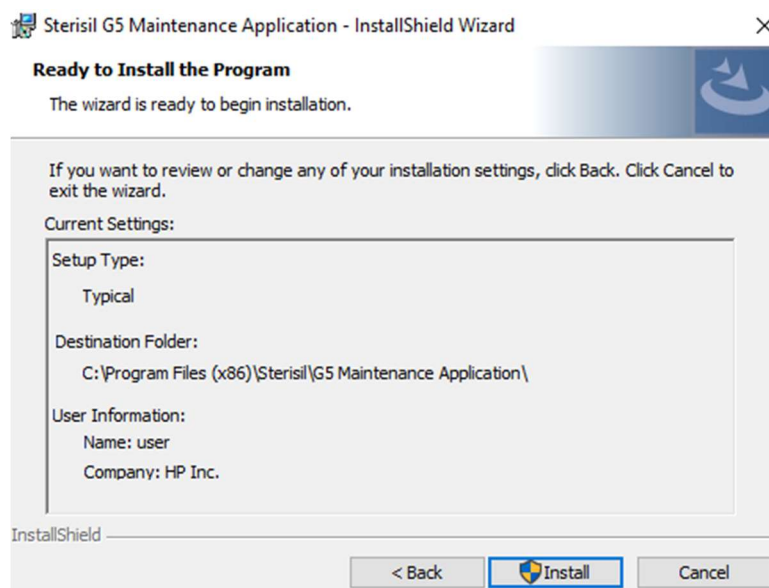 Sterisil G5 Maintenance Application - InstallShield Wizard
Ready to Install the Program
The wizard is ready to begin installation.
If you want to review or change any of your installation settings, click Back. Click Cancel to
exit the wizard.
Current Settings:
Setup Type:
Typical
Destination Folder:
C:\Program Files (x86)\Sterisil\G5 Maintenance Application\
User Information:
Name: user
Company: HP Inc.
InstallShield
< Back
Install
Cancel